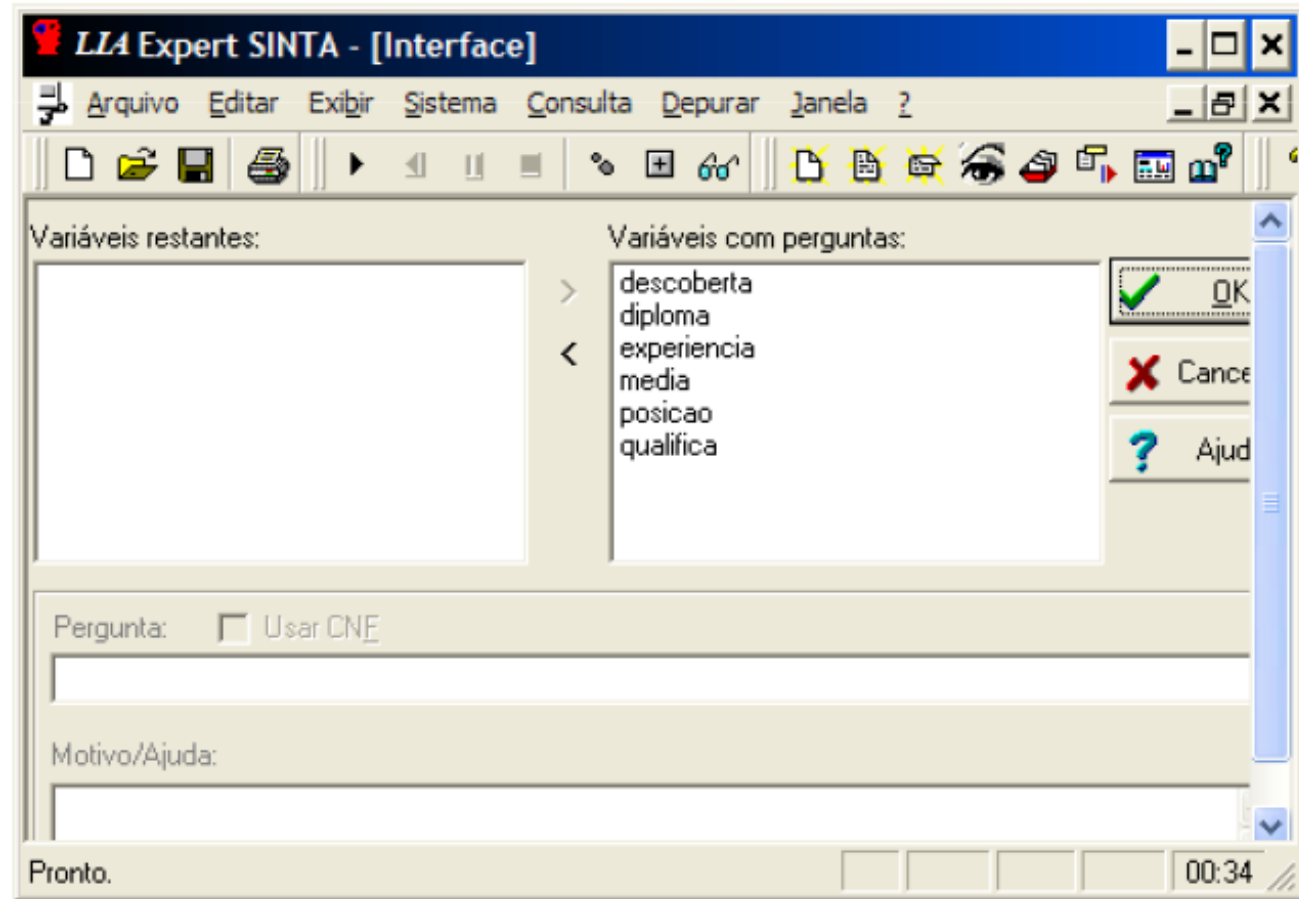 LIA Expert SINTA - [Interface]
Arquivo Editar Exibir Sistema Consulta Depurar Janela ?
Variáveis restantes:
Variáveis com perguntas:
descoberta
diploma
experiencia
media
posicao
qualifica
OK
Cance
Ajud
Pergunta: Usar CNF
Motivo/Ajuda:
Pronto.
00:34